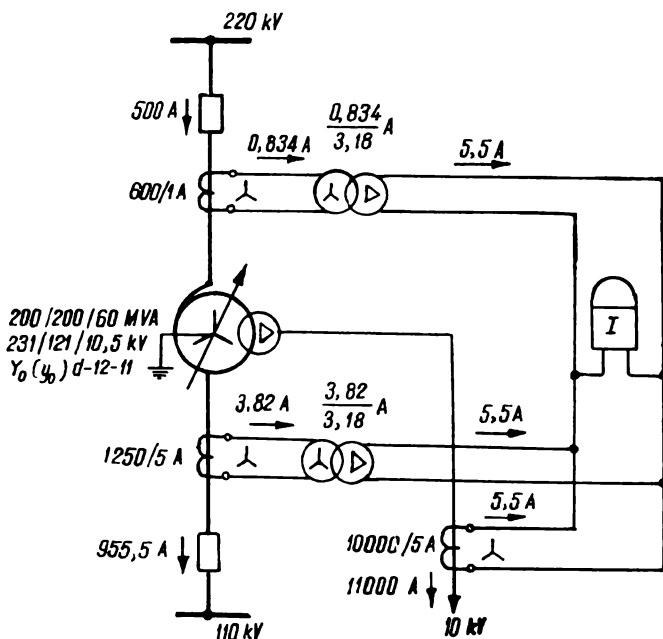 220 kV
500 A
0,834 A
0,834
3,18
A
5,5 A
600/1 A
200/200/60 MVA
231/121/10,5 kV
Y₀(y₀) d-12-11
I
3,82 A
3,82
3,18
A
5,5 A
1250/5 A
5,5 A
955,5 A
10000/5 A
11000 A
110 kV
10 kV